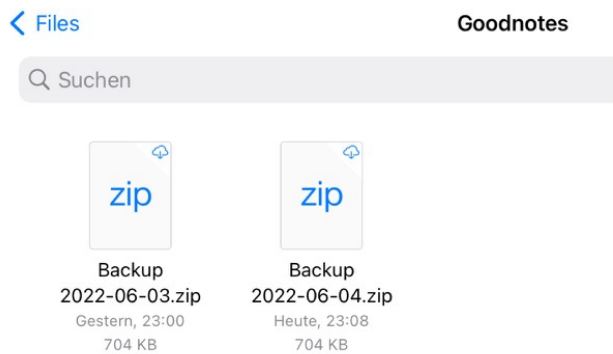 Files
Goodnotes
Suchen
zip
zip
Backup
2022-06-03.zip
Gestern, 23:00
704 KB
Backup
2022-06-04.zip
Heute, 23:08
704 KB